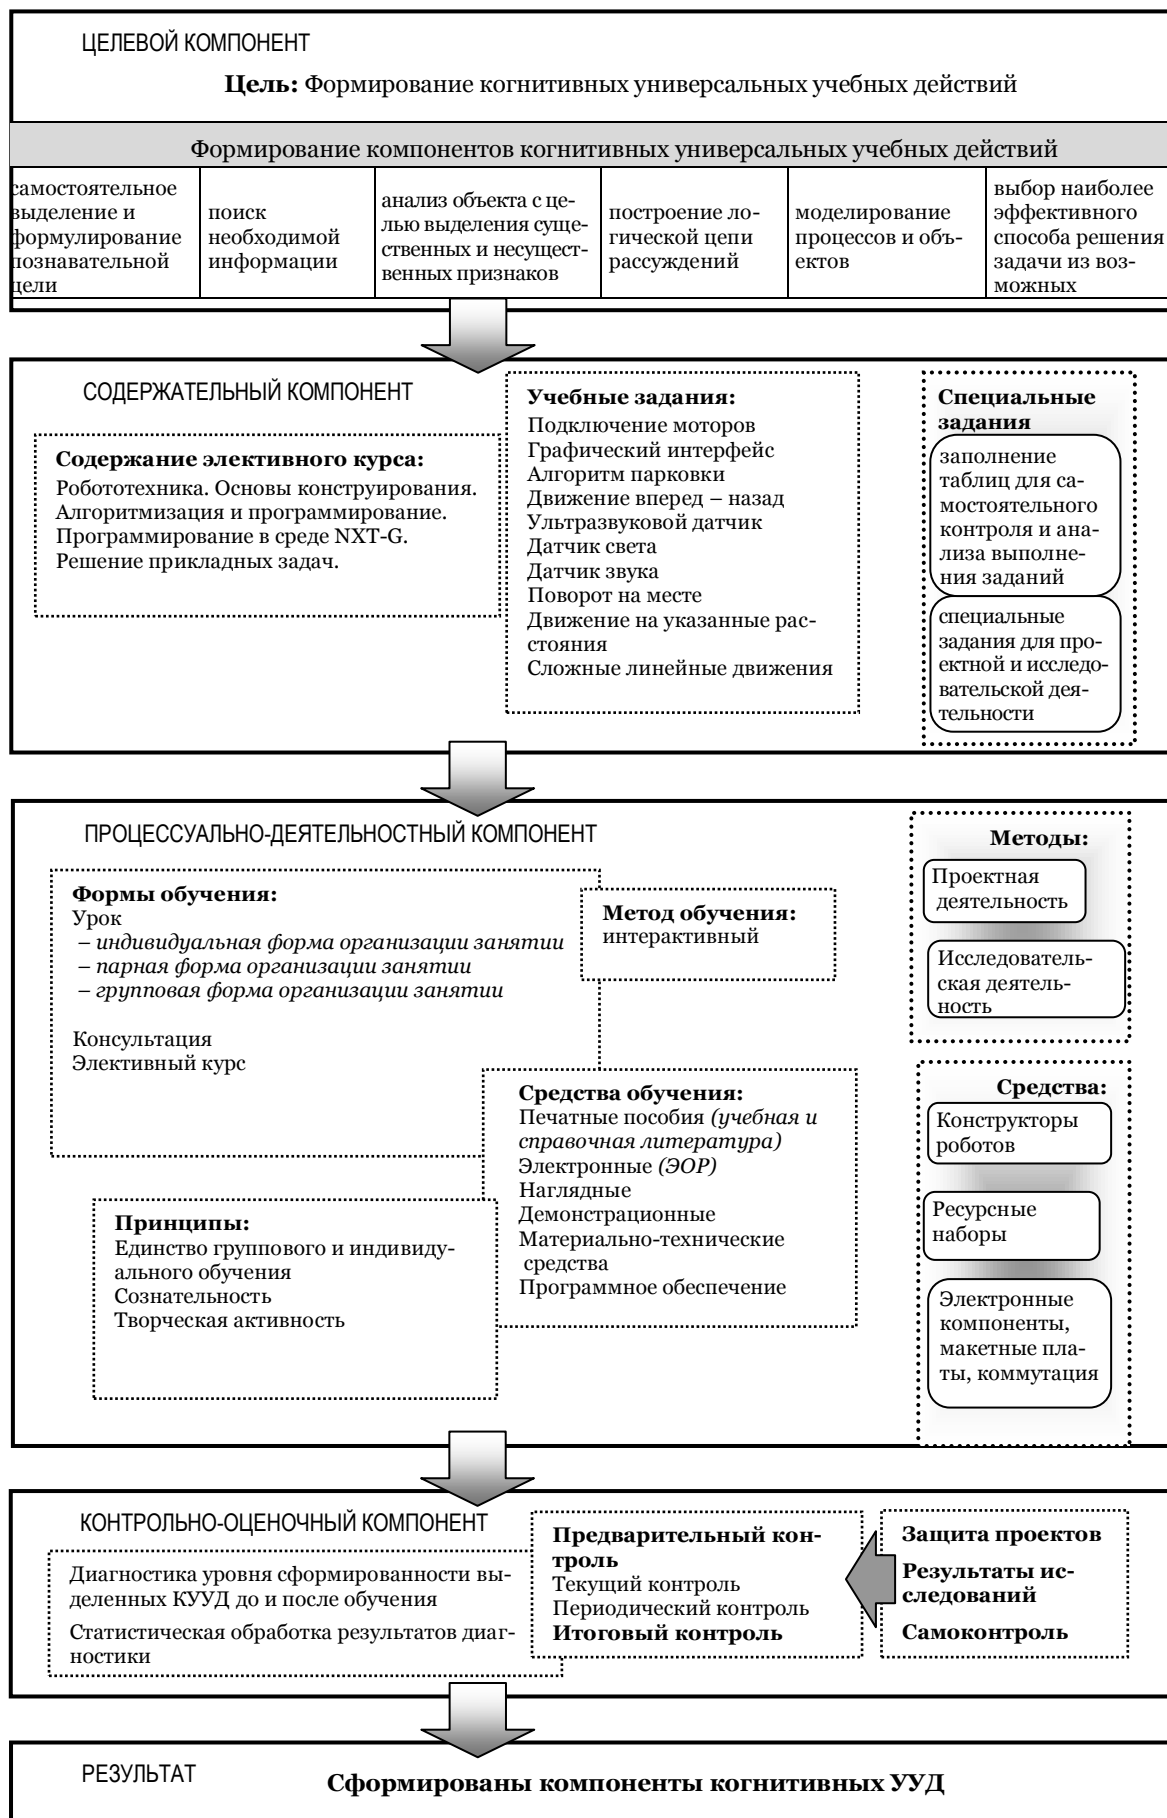 ЦЕЛЕВОЙ КОМПОНЕНТ
Цель: Формирование когнитивных универсальных учебных действий
Формирование компонентов когнитивных универсальных учебных действий
самостоятельное
выделение и
формулирование
познавательной
цели
поиск
необходимой
информации
анализ объекта с це-
лью выделения суще-
ственных и несущест-
венных признаков
построение ло-
гической цепи
рассуждений
моделирование
процессов и объ-
ектов
выбор наиболее
эффективного
способа решения
задачи из воз-
можных
СОДЕРЖАТЕЛЬНЫЙ КОМПОНЕНТ
Содержание элективного курса:
Робототехника. Основы конструирования.
Алгоритмизация и программирование.
Программирование в среде NXT-G.
Решение прикладных задач.
Учебные задания:
Подключение моторов
Графический интерфейс
Алгоритм парковки
Движение вперед – назад
Ультразвуковой датчик
Датчик света
Датчик звука
Поворот на месте
Движение на указанные рас-
стояния
Сложные линейные движения
Специальные
задания
заполнение
таблиц для са-
мостоятельного
контроля и ана-
лиза выполне-
ния заданий
специальные
задания для про-
ектной и исследо-
вательской дея-
тельности
ПРОЦЕССУАЛЬНО-ДЕЯТЕЛЬНОСТНЫЙ КОМПОНЕНТ
Формы обучения:
Урок
– индивидуальная форма организации занятии
– парная форма организации занятии
– групповая форма организации занятии
Консультация
Элективный курс
Метод обучения:
интерактивный
Средства обучения:
Печатные пособия (учебная и
справочная литература)
Электронные (ЭОР)
Наглядные
Демонстрационные
Материально-технические
средства
Программное обеспечение
Принципы:
Единство группового и индивиду-
ального обучения
Сознательность
Творческая активность
Методы:
Проектная
деятельность
Исследователь-
ская деятель-
ность
Средства:
Конструкторы
роботов
Ресурсные
наборы
Электронные
компоненты,
макетные пла-
ты, коммутация
КОНТРОЛЬНО-ОЦЕНОЧНЫЙ КОМПОНЕНТ
Диагностика уровня сформированности вы-
деленных КУУД до и после обучения
Статистическая обработка результатов диаг-
ностики
Предварительный кон-
троль
Текущий контроль
Периодический контроль
Итоговый контроль
Защита проектов
Результаты ис-
следований
Самоконтроль
РЕЗУЛЬТАТ
Сформированы компоненты когнитивных УУД